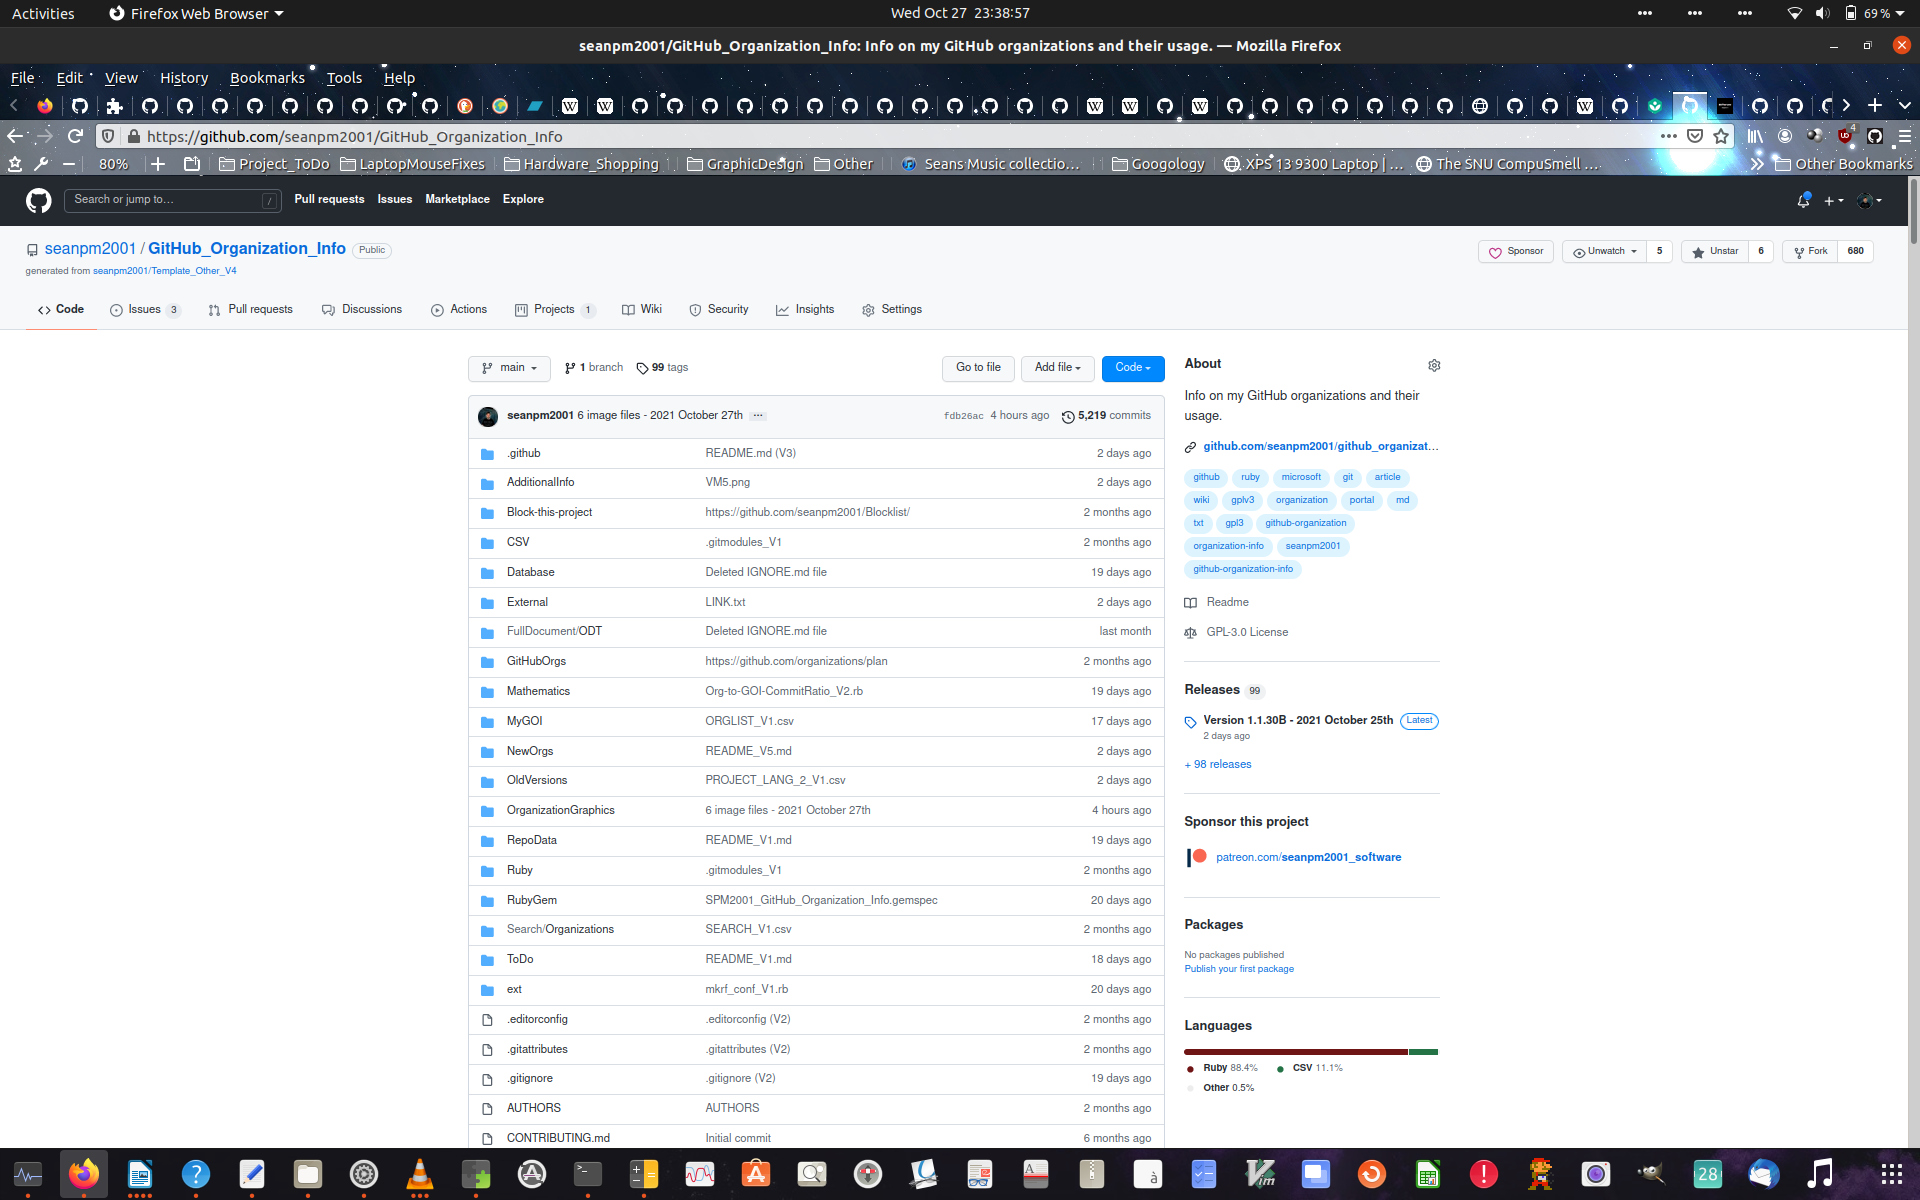 Activities Firefox Web Browser Wed Oct 27 23:38:57 69 %
seanpm2001/GitHub_Organization_Info: Info on my GitHub organizations and their usage. — Mozilla Firefox
File Edit View History Bookmarks Tools Help
https://github.com/seanpm2001/GitHub_Organization_Info
80% Project_ToDo LaptopMouseFixes Hardware_Shopping GraphicDesign Other Seans Music collectio… Googology XPS 13 9300 Laptop | … The SNU CompuSmell … Other Bookmarks
Search or jump to… / Pull requests Issues Marketplace Explore
seanpm2001 / GitHub_Organization_Info Public Sponsor Unwatch 5 Unstar 6 Fork 680
generated from seanpm2001/Template_Other_V4
Code Issues 3 Pull requests Discussions Actions Projects 1 Wiki Security Insights Settings
main 1 branch 99 tags Go to file Add file Code
seanpm2001 6 image files - 2021 October 27th ... fdb26ac 4 hours ago 5,219 commits
.github README.md (V3) 2 days ago
AdditionalInfo VM5.png 2 days ago
Block-this-project https://github.com/seanpm2001/Blocklist/ 2 months ago
CSV .gitmodules_V1 2 months ago
Database Deleted IGNORE.md file 19 days ago
External LINK.txt 2 days ago
FullDocument/ODT Deleted IGNORE.md file last month
GitHubOrgs https://github.com/organizations/plan 2 months ago
Mathematics Org-to-GOI-CommitRatio_V2.rb 19 days ago
MyGOI ORGLIST_V1.csv 17 days ago
NewOrgs README_V5.md 2 days ago
OldVersions PROJECT_LANG_2_V1.csv 2 days ago
OrganizationGraphics 6 image files - 2021 October 27th 4 hours ago
RepoData README_V1.md 19 days ago
Ruby .gitmodules_V1 2 months ago
RubyGem SPM2001_GitHub_Organization_Info.gemspec 20 days ago
Search/Organizations SEARCH_V1.csv 2 months ago
ToDo README_V1.md 18 days ago
ext mkrf_conf_V1.rb 20 days ago
.editorconfig .editorconfig (V2) 2 months ago
.gitattributes .gitattributes (V2) 2 months ago
.gitignore .gitignore (V2) 19 days ago
AUTHORS AUTHORS 2 months ago
CONTRIBUTING.md Initial commit 6 months ago
About
Info on my GitHub organizations and their
usage.
github.com/seanpm2001/github_organizat…
github ruby microsoft git article
wiki gplv3 organization portal md
txt gpl3 github-organization
organization-info seanpm2001
github-organization-info
Readme
GPL-3.0 License
Releases 99
Version 1.1.30B - 2021 October 25th Latest
2 days ago
+ 98 releases
Sponsor this project
patreon.com/seanpm2001_software
Packages
No packages published
Publish your first package
Languages
Ruby 88.4% CSV 11.1%
Other 0.5%
28